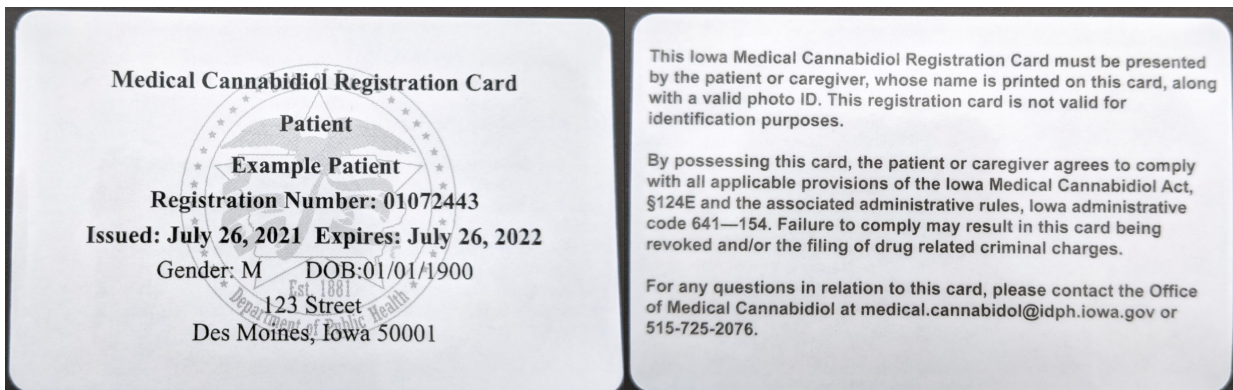 Medical Cannabidiol Registration Card
Patient
Example Patient
Registration Number: 01072443
Issued: July 26, 2021 Expires: July 26, 2022
Gender: M DOB:01/01/1900
Est. 1881
123 Street
Des Moines, Iowa 50001
Department of Public Health
This Iowa Medical Cannabidiol Registration Card must be presented
by the patient or caregiver, whose name is printed on this card, along
with a valid photo ID. This registration card is not valid for
identification purposes.
By possessing this card, the patient or caregiver agrees to comply
with all applicable provisions of the Iowa Medical Cannabidiol Act,
§124E and the associated administrative rules, Iowa administrative
code 641—154. Failure to comply may result in this card being
revoked and/or the filing of drug related criminal charges.
For any questions in relation to this card, please contact the Office
of Medical Cannabidiol at medical.cannabidol@idph.iowa.gov or
515-725-2076.